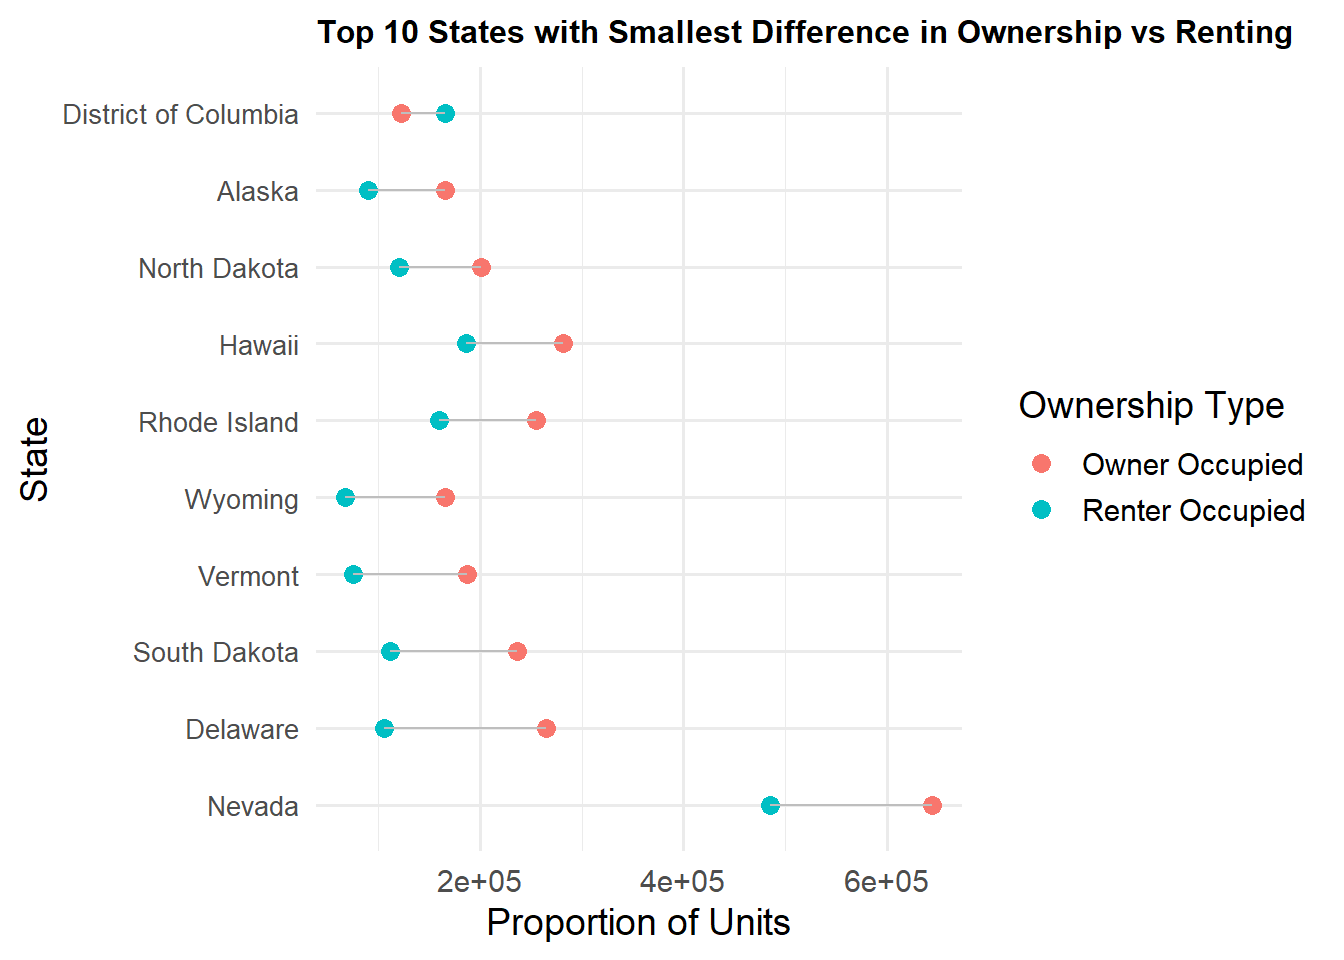 Top 10 States with Smallest Difference in Ownership vs Renting
District of Columbia
Alaska
North Dakota
Hawaii
Rhode Island
Wyoming
Vermont
South Dakota
Delaware
Nevada
State
2e+05 4e+05 6e+05
Proportion of Units
Ownership Type
Owner Occupied
Renter Occupied